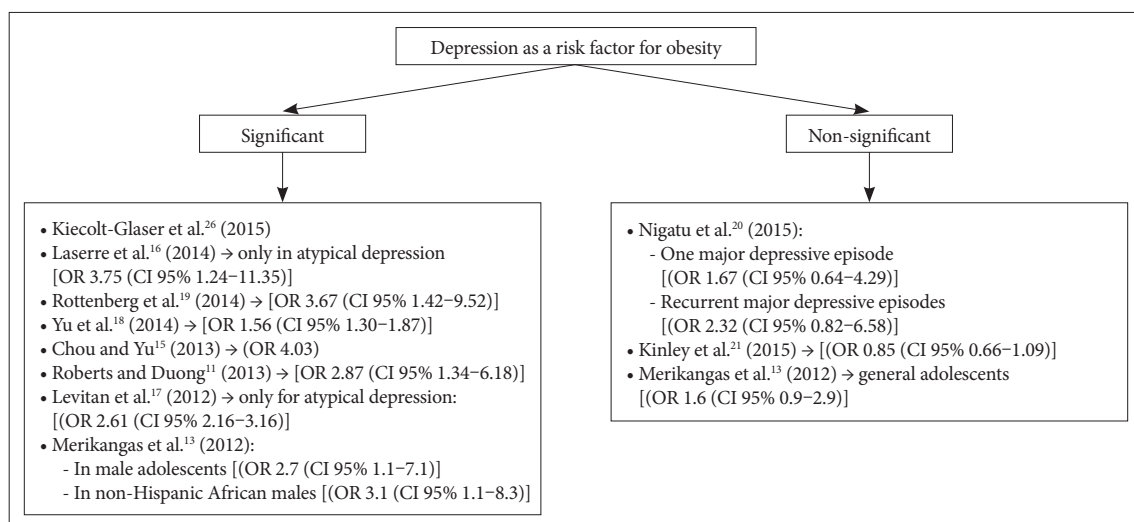 Depression as a risk factor for obesity
Significant
Non-significant
• Kiecolt-Glaser et al.²⁶ (2015)
• Laserre et al.¹⁶ (2014) → only in atypical depression
[OR 3.75 (CI 95% 1.24−11.35)]
• Rottenberg et al.¹⁹ (2014) → [OR 3.67 (CI 95% 1.42−9.52)]
• Yu et al.¹⁸ (2014) → [OR 1.56 (CI 95% 1.30−1.87)]
• Chou and Yu¹⁵ (2013) → (OR 4.03)
• Roberts and Duong¹¹ (2013) → [OR 2.87 (CI 95% 1.34−6.18)]
• Levitan et al.¹⁷ (2012) → only for atypical depression:
[(OR 2.61 (CI 95% 2.16−3.16)]
• Merikangas et al.¹³ (2012):
- In male adolescents [(OR 2.7 (CI 95% 1.1−7.1)]
- In non-Hispanic African males [(OR 3.1 (CI 95% 1.1−8.3)]
• Nigatu et al.²⁰ (2015):
- One major depressive episode
[(OR 1.67 (CI 95% 0.64−4.29)]
- Recurrent major depressive episodes
[(OR 2.32 (CI 95% 0.82−6.58)]
• Kinley et al.²¹ (2015) → [(OR 0.85 (CI 95% 0.66−1.09)]
• Merikangas et al.¹³ (2012) → general adolescents
[(OR 1.6 (CI 95% 0.9−2.9)]